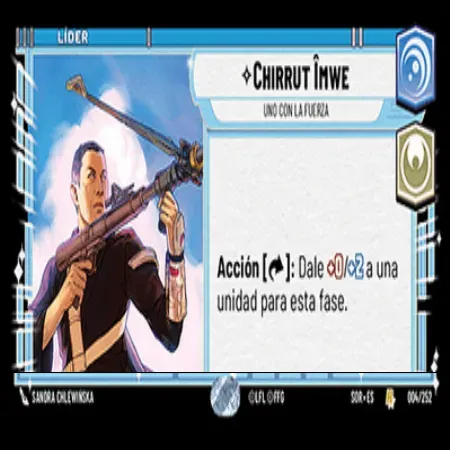 LÍDER
✧CHIRRUT ÎMWE
UNO CON LA FUERZA
Acción [↷]: Dale +0/+2 a una
unidad para esta fase.
SANDRA CHLEWIŃSKA
©LFL ©FFG
SOR • ES
004/252